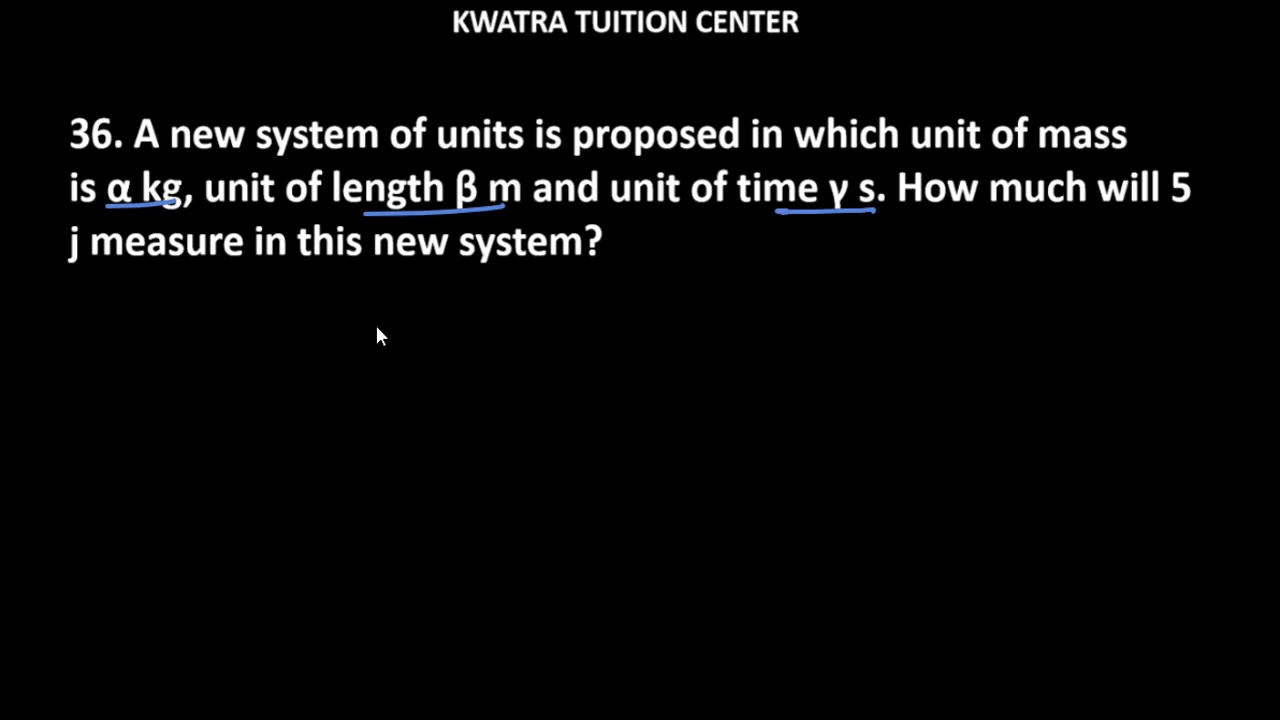 KWATRA TUITION CENTER
36. A new system of units is proposed in which unit of mass
is α kg, unit of length β m and unit of time γ s. How much will 5
j measure in this new system?